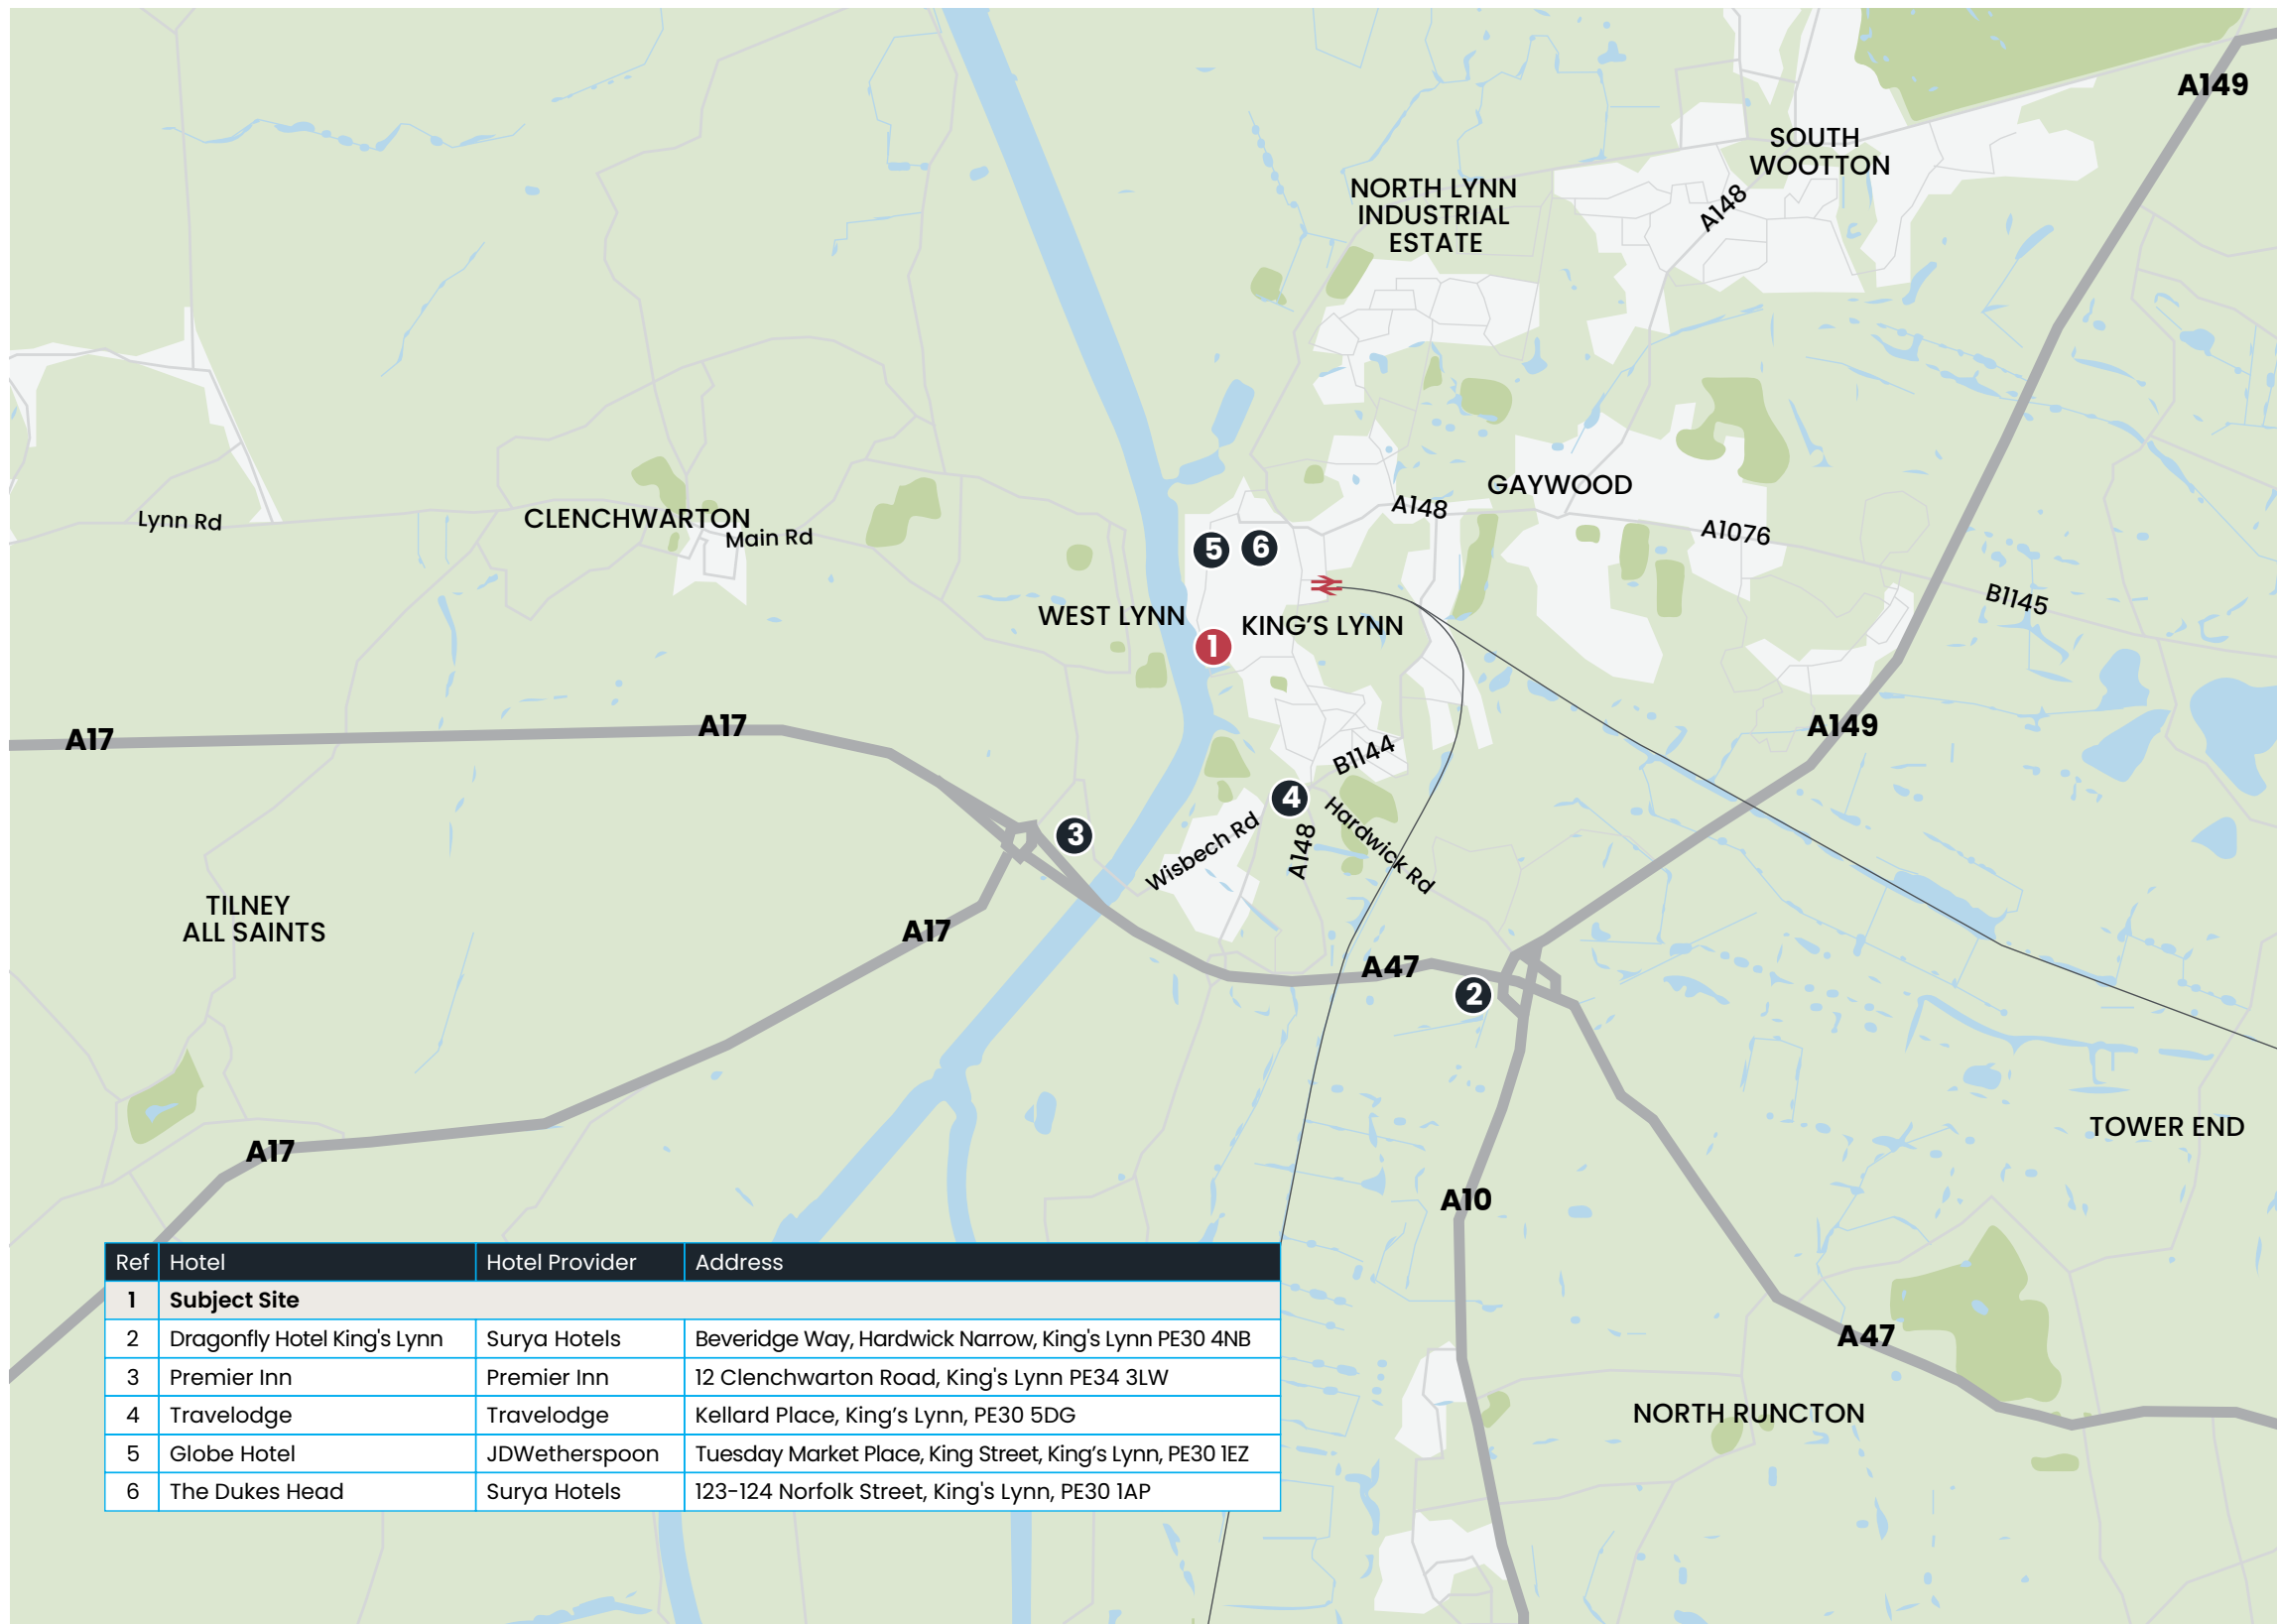 A149
SOUTH
WOOTTON
NORTH LYNN
INDUSTRIAL
ESTATE
A148
GAYWOOD
A148
A1076
Lynn Rd
CLENCHWARTON
Main Rd
5
6
B1145
WEST LYNN
KING'S LYNN
1
A17
A17
A149
B1144
4
Hardwick Rd
3
Wisbech Rd
A148
TILNEY
ALL SAINTS
A17
A47
2
TOWER END
A17
A10
A47
NORTH RUNCTON
Ref Hotel Hotel Provider Address
1 Subject Site
2 Dragonfly Hotel King's Lynn Surya Hotels Beveridge Way, Hardwick Narrow, King's Lynn PE30 4NB
3 Premier Inn Premier Inn 12 Clenchwarton Road, King's Lynn PE34 3LW
4 Travelodge Travelodge Kellard Place, King’s Lynn, PE30 5DG
5 Globe Hotel JDWetherspoon Tuesday Market Place, King Street, King’s Lynn, PE30 1EZ
6 The Dukes Head Surya Hotels 123-124 Norfolk Street, King's Lynn, PE30 1AP